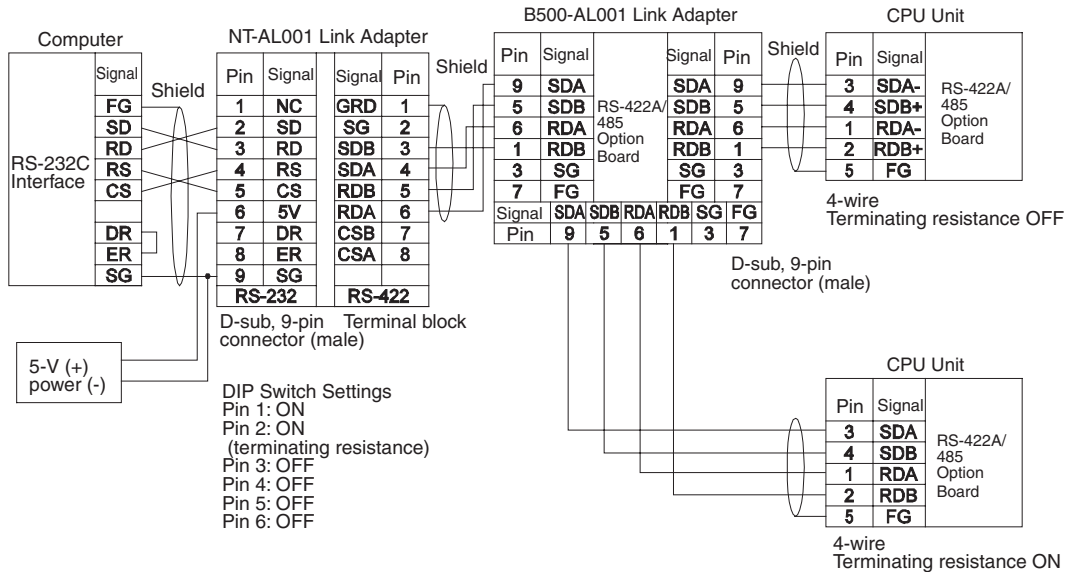 Computer
Signal
FG
SD
RD
RS
CS
DR
ER
SG
RS-232C
Interface
Shield
NT-AL001 Link Adapter
Pin Signal Signal Pin
1 NC GRD 1
2 SD SG 2
3 RD SDB 3
4 RS SDA 4
5 CS RDB 5
6 5V RDA 6
7 DR CSB 7
8 ER CSA 8
9 SG
RS-232 RS-422
D-sub, 9-pin
connector (male)
Terminal block
Shield
B500-AL001 Link Adapter
Pin Signal Signal Pin
9 SDA SDA 9
5 SDB SDB 5
6 RDA RDA 6
1 RDB RDB 1
3 SG SG 3
7 FG FG 7
RS-422A/
485
Option
Board
Signal SDA SDB RDA RDB SG FG
Pin 9 5 6 1 3 7
D-sub, 9-pin
connector (male)
Shield
CPU Unit
Pin Signal
3 SDA-
4 SDB+
1 RDA-
2 RDB+
5 FG
RS-422A/
485
Option
Board
4-wire
Terminating resistance OFF
5-V (+)
power (-)
DIP Switch Settings
Pin 1: ON
Pin 2: ON
(terminating resistance)
Pin 3: OFF
Pin 4: OFF
Pin 5: OFF
Pin 6: OFF
CPU Unit
Pin Signal
3 SDA
4 SDB
1 RDA
2 RDB
5 FG
RS-422A/
485
Option
Board
4-wire
Terminating resistance ON